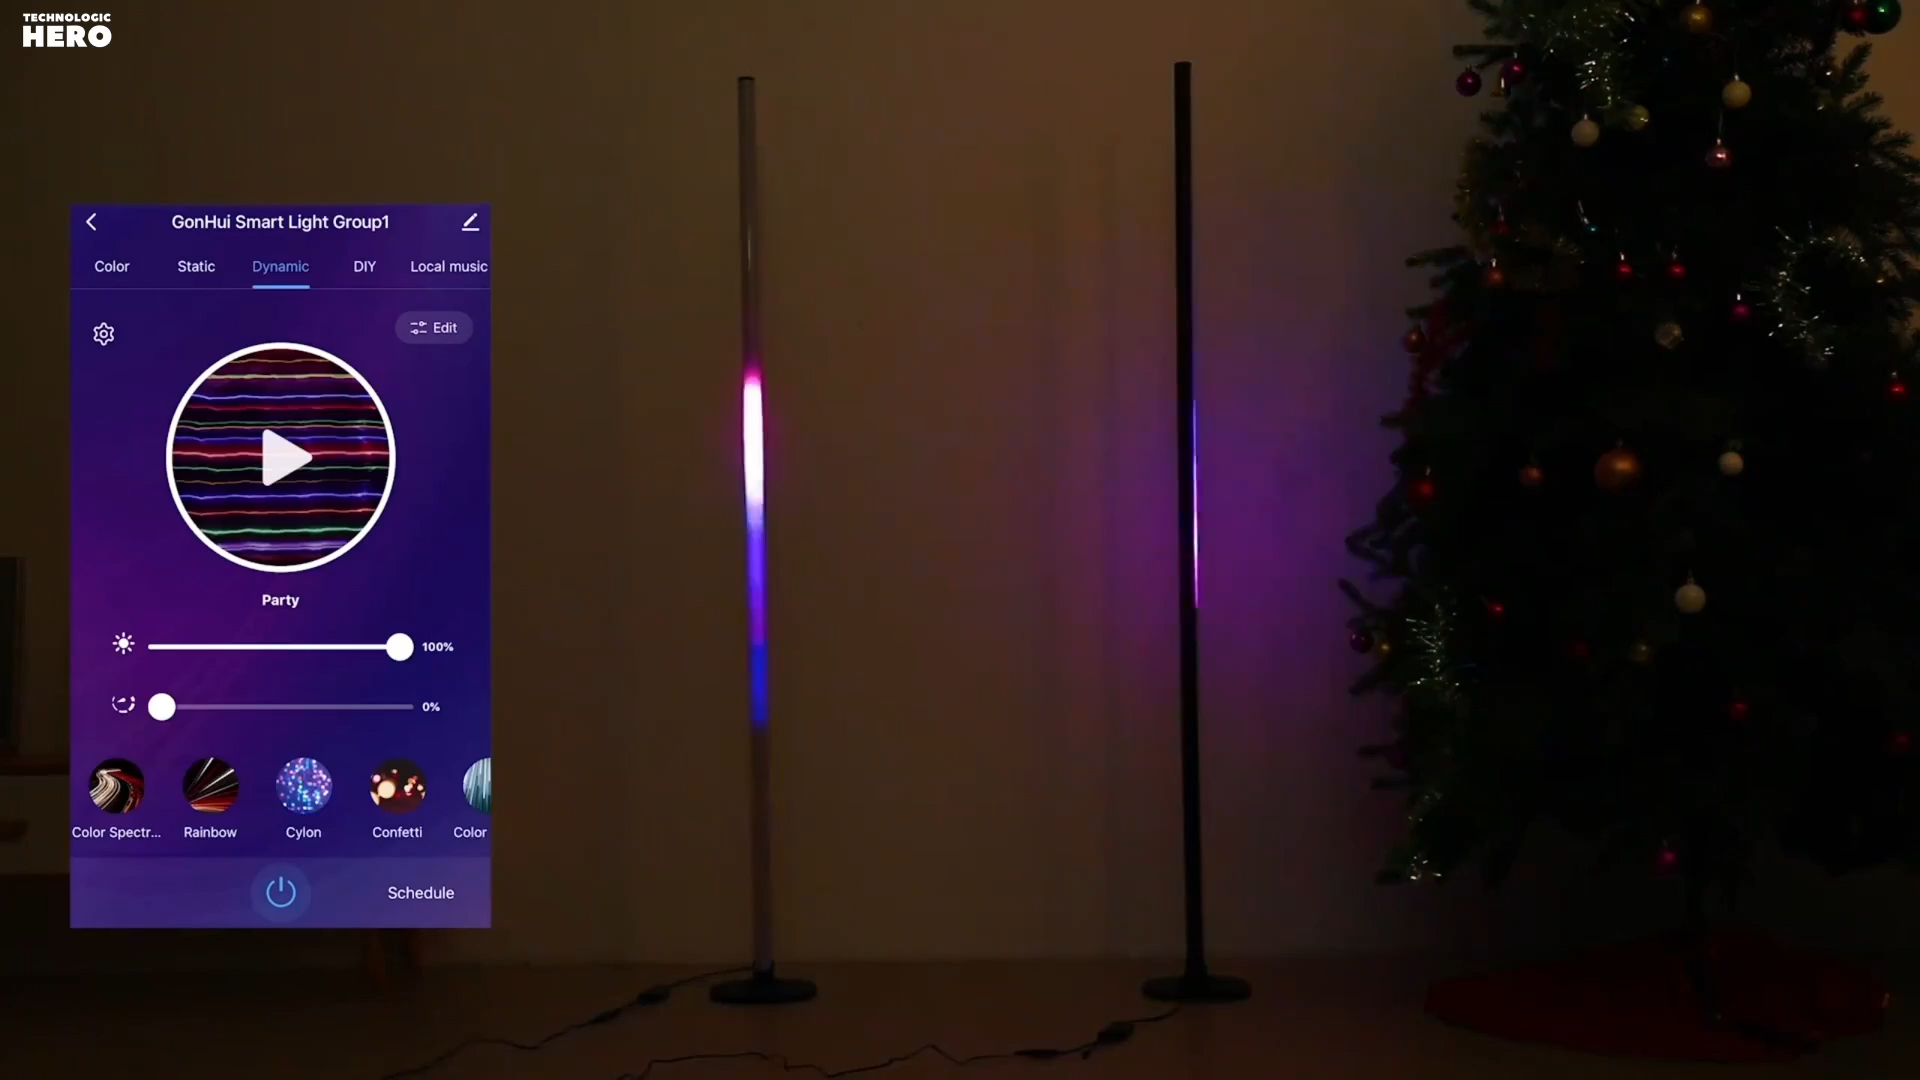 TECHNOLOGIC
HERO
GonHui Smart Light Group1
Color Static Dynamic DIY Local music
Edit
Party
100%
0%
Color Spectr... Rainbow Cylon Confetti Color
Schedule